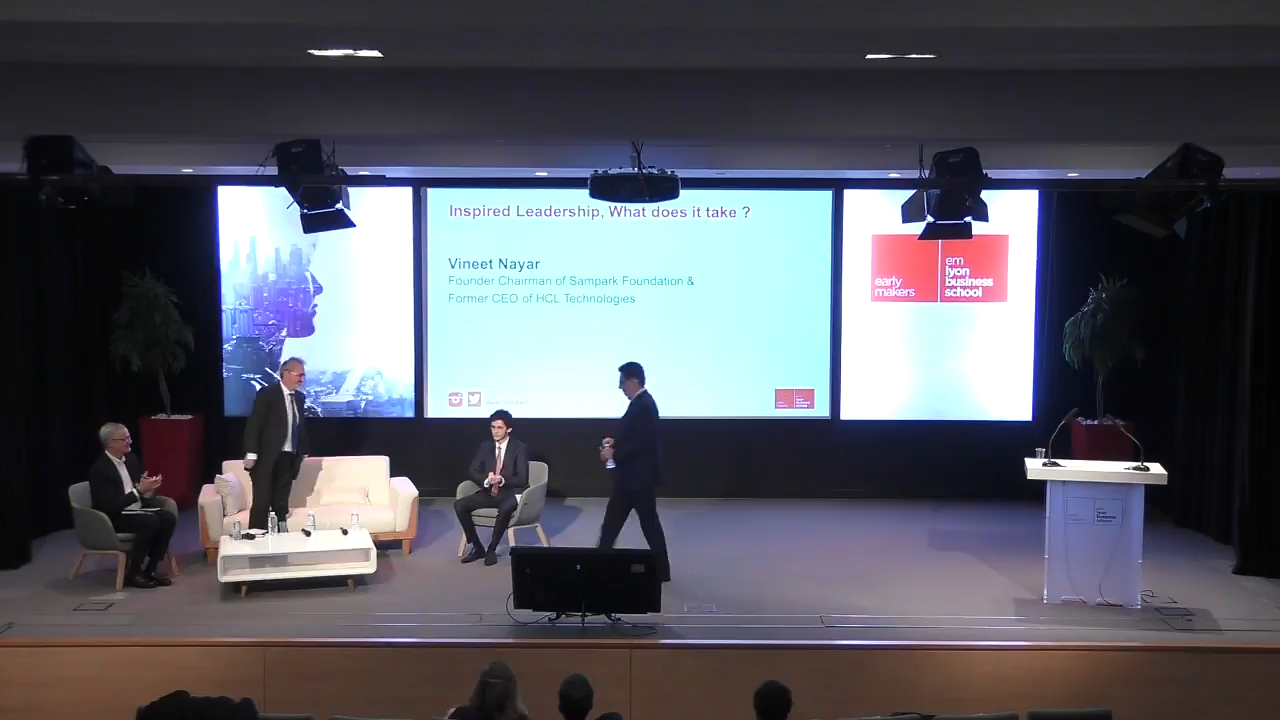 Inspired Leadership, What does it take ?
Vineet Nayar
Founder Chairman of Sampark Foundation &
Former CEO of HCL Technologies
early
makers
em
lyon
business
school